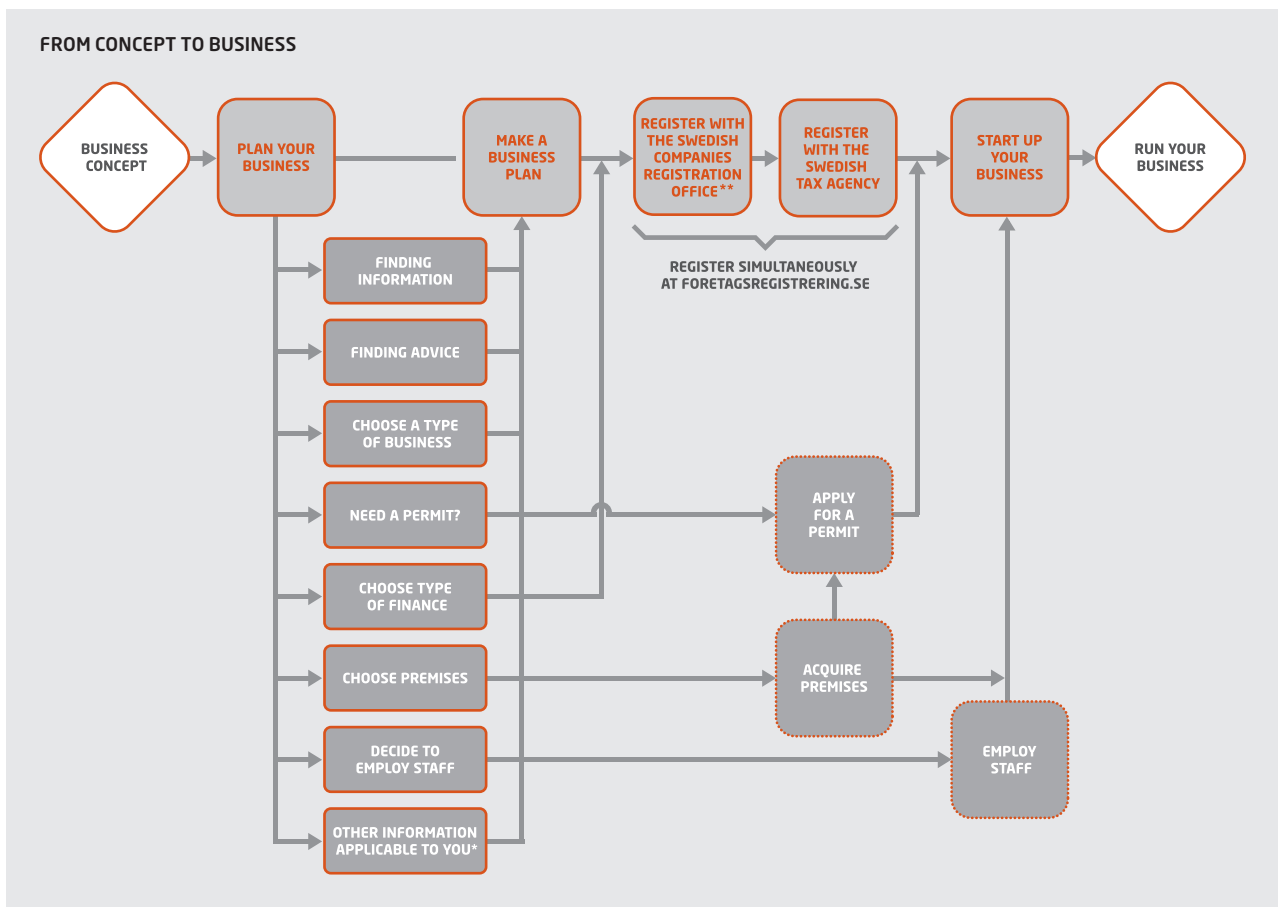 FROM CONCEPT TO BUSINESS
BUSINESS
CONCEPT
PLAN YOUR
BUSINESS
MAKE A
BUSINESS
PLAN
REGISTER WITH
THE SWEDISH
COMPANIES
REGISTRATION
OFFICE**
REGISTER
WITH THE
SWEDISH
TAX AGENCY
START UP
YOUR
BUSINESS
RUN YOUR
BUSINESS
REGISTER SIMULTANEOUSLY
AT FORETAGSREGISTRERING.SE
FINDING
INFORMATION
FINDING ADVICE
CHOOSE A TYPE
OF BUSINESS
NEED A PERMIT?
APPLY
FOR A
PERMIT
CHOOSE TYPE
OF FINANCE
CHOOSE PREMISES
ACQUIRE
PREMISES
DECIDE TO
EMPLOY STAFF
EMPLOY
STAFF
OTHER INFORMATION
APPLICABLE TO YOU*